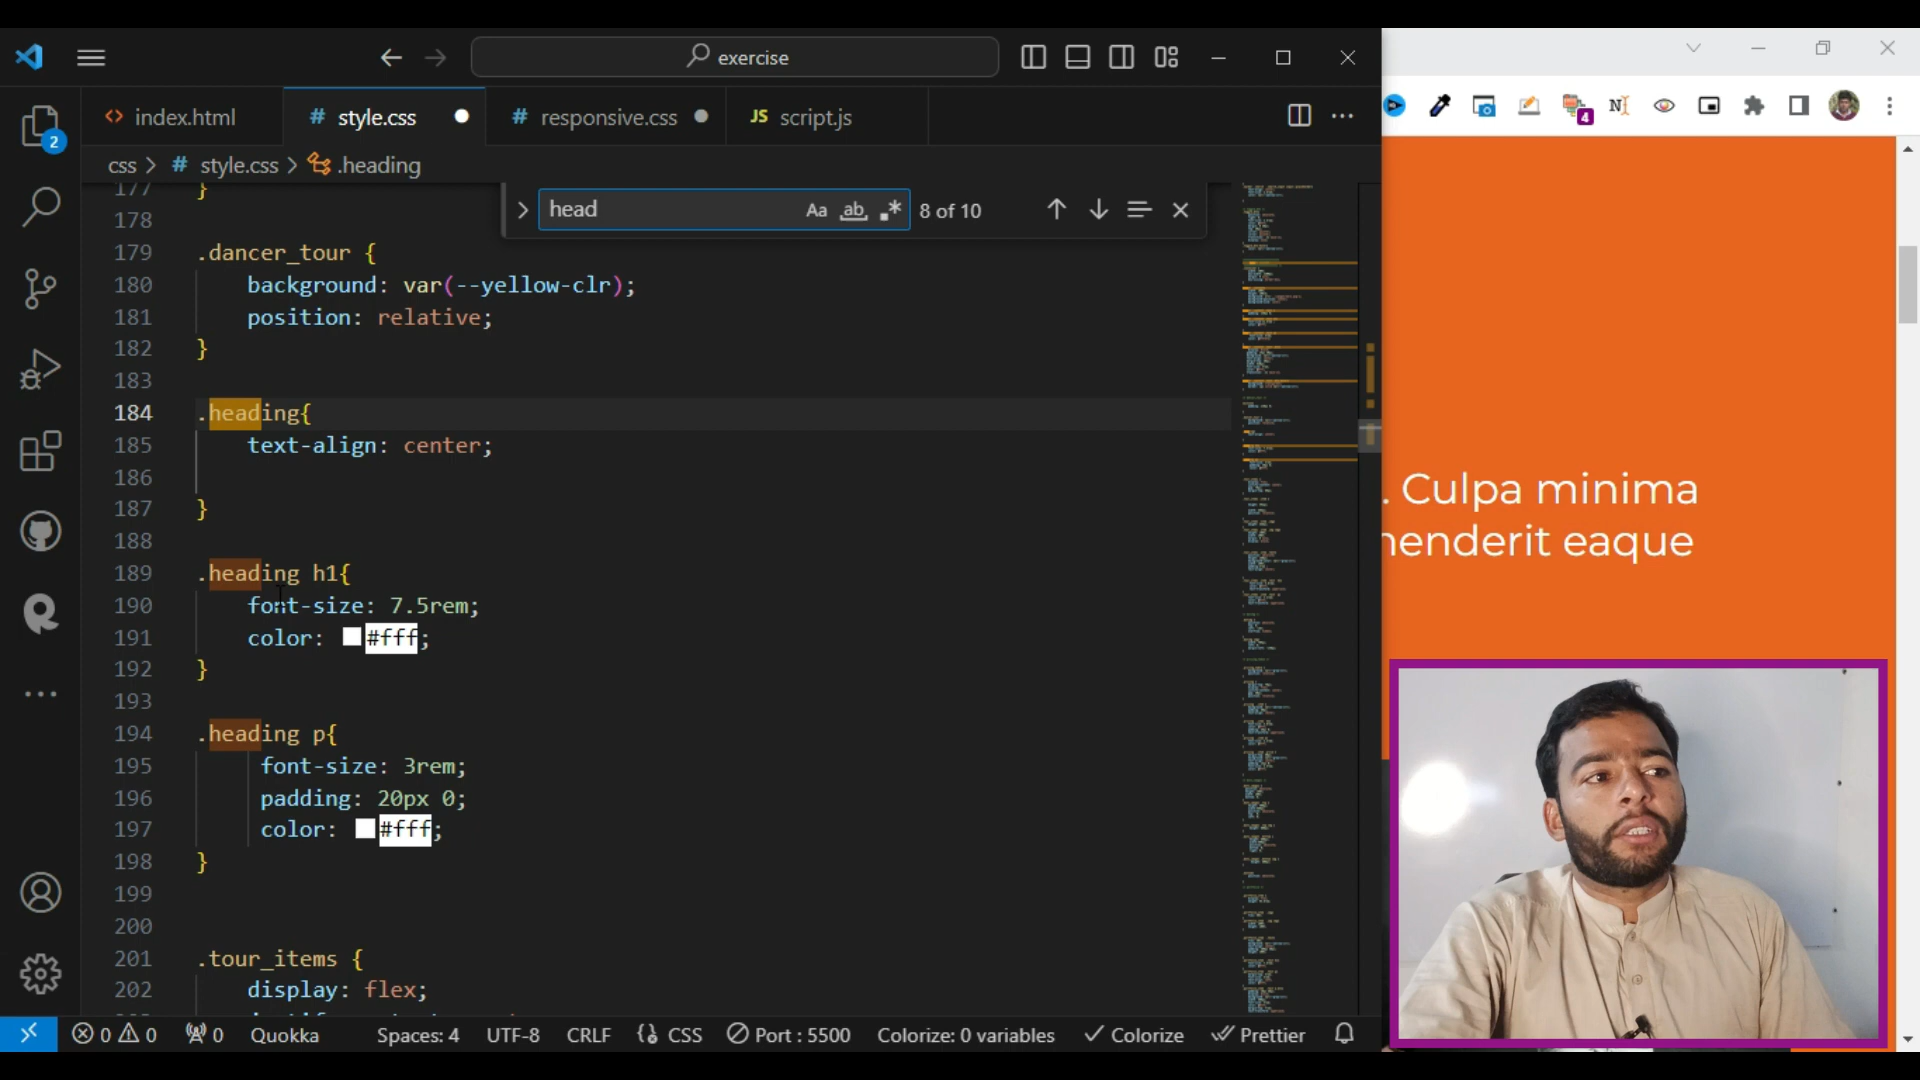 exercise
index.html
# style.css
# responsive.css
JS script.js
css > # style.css > .heading
head
Aa
ab
8 of 10
N
4
177 }
178
179 .dancer_tour {
180 background: var(--yellow-clr);
181 position: relative;
182 }
183
184 .heading{
185 text-align: center;
186
187 }
188
189 .heading h1{
190 font-size: 7.5rem;
191 color: #fff;
192 }
193
194 .heading p{
195 font-size: 3rem;
196 padding: 20px 0;
197 color: #fff;
198 }
199
200
201 .tour_items {
202 display: flex;
2
. Culpa minima
henderit eaque
0 0 0 Quokka Spaces: 4 UTF-8 CRLF CSS Port : 5500 Colorize: 0 variables Colorize Prettier